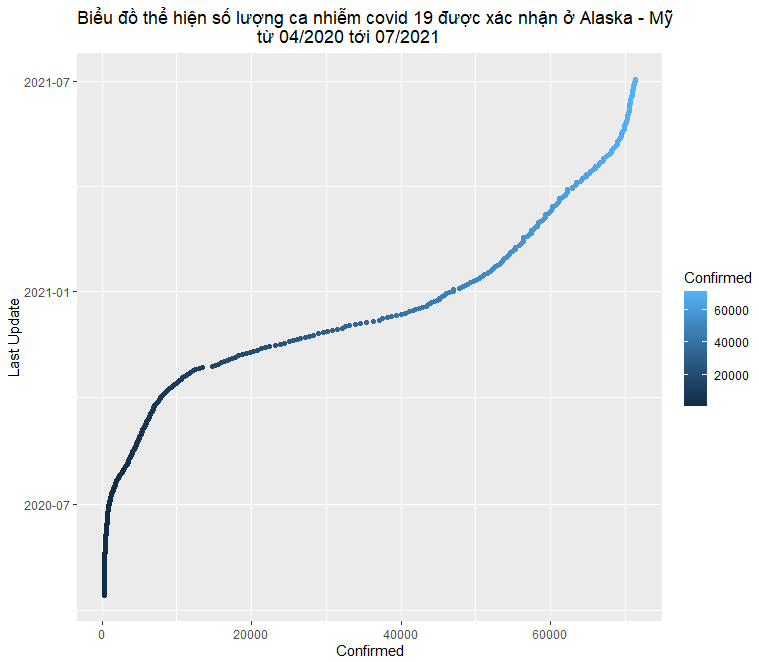 Biểu đồ thể hiện số lượng ca nhiễm covid 19 được xác nhận ở Alaska - Mỹ
từ 04/2020 tới 07/2021
2021-07
2021-01
2020-07
Last Update
0
20000
40000
60000
Confirmed
Confirmed
60000
40000
20000